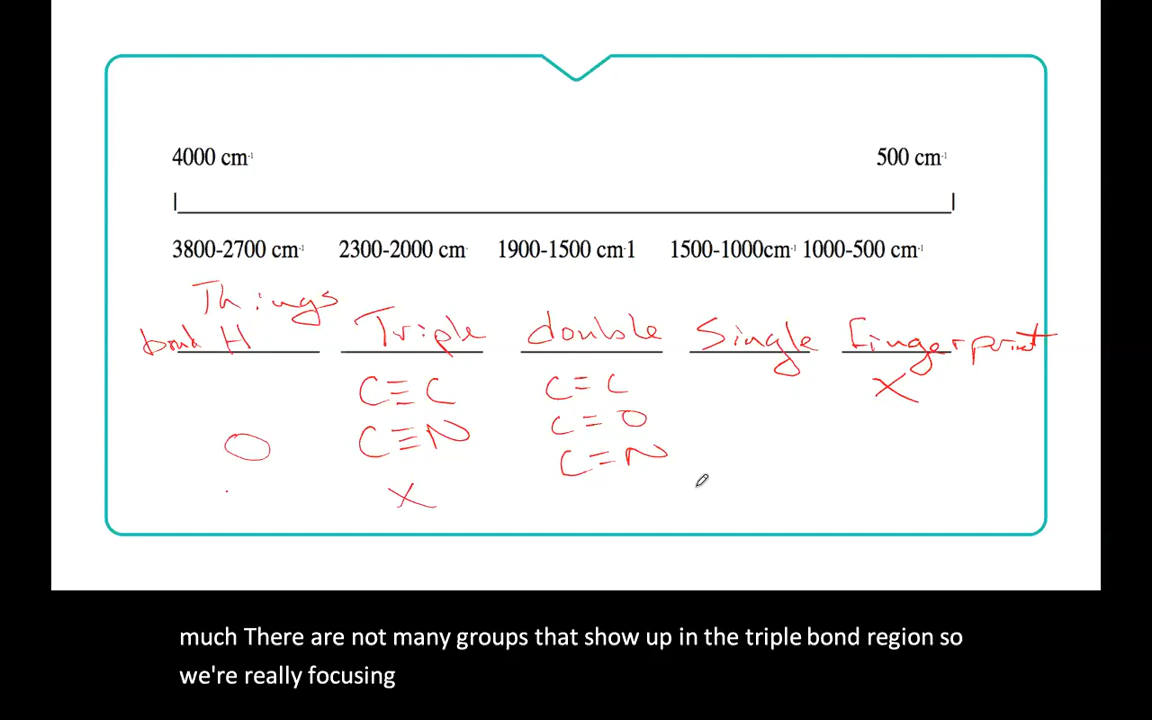 4000 cm-1 500 cm-1
3800-2700 cm-1 2300-2000 cm- 1900-1500 cm-1 1500-1000cm-1 1000-500 cm-1
Things
bond H Triple double Single Fingerprint
C≡C C=C X
C≡N C=O
O C=N
X
much There are not many groups that show up in the triple bond region so
we're really focusing